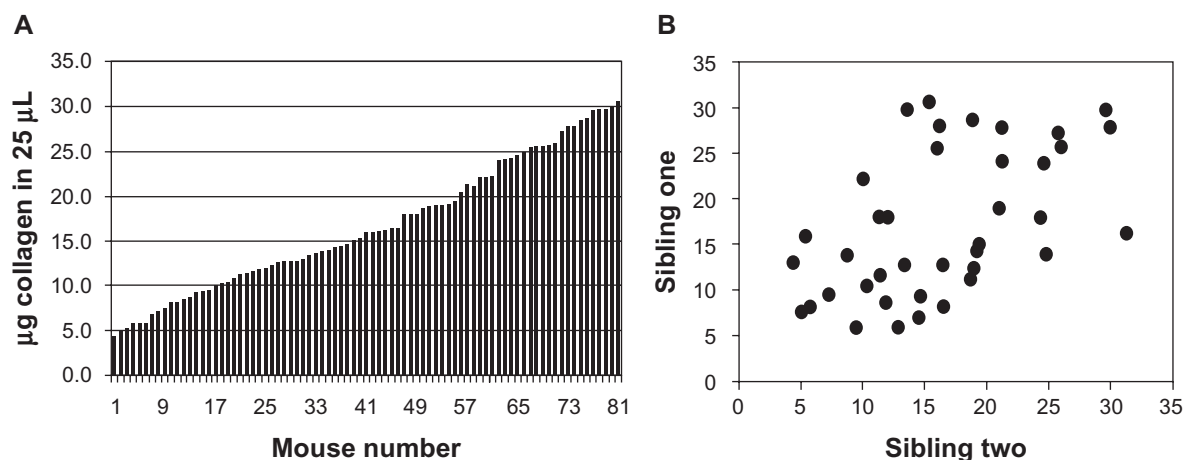 A
µg collagen in 25 µL
35.0
30.0
25.0
20.0
15.0
10.0
5.0
0.0
1 9 17 25 33 41 49 57 65 73 81
Mouse number
B
Sibling one
35
30
25
20
15
10
5
0
0 5 10 15 20 25 30 35
Sibling two